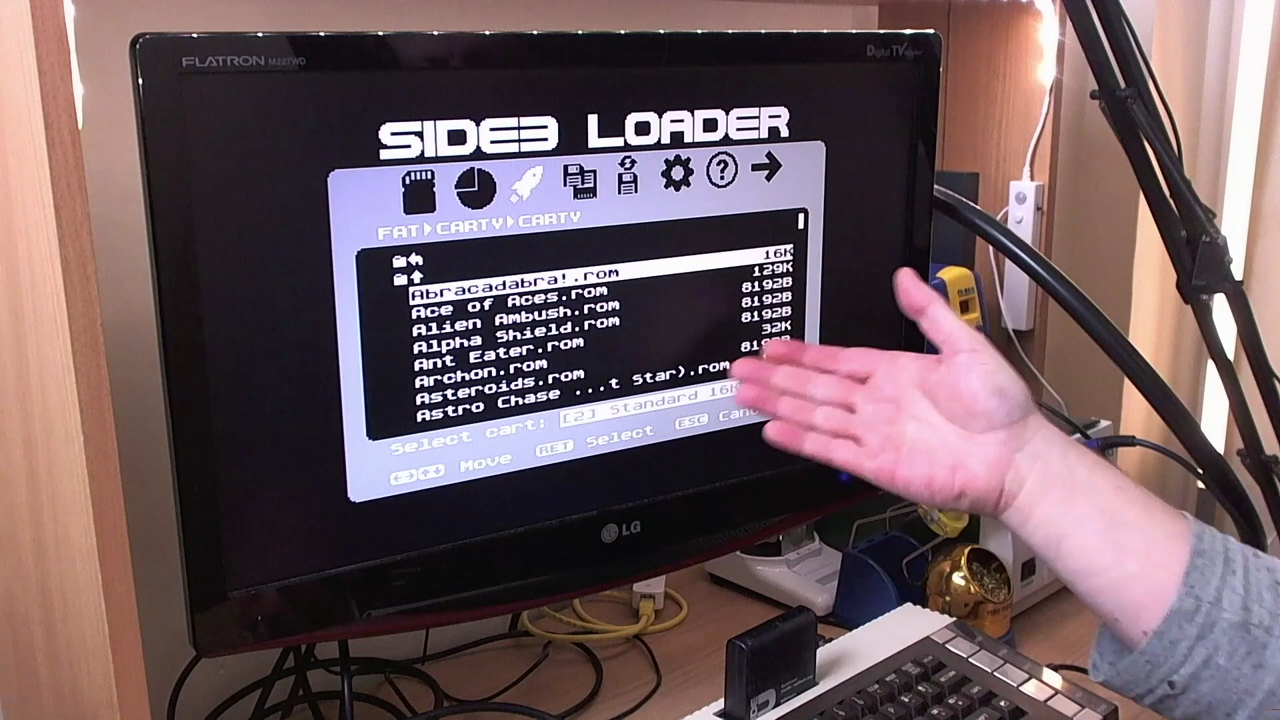 FLATRON M227WD
Digital TV
SIDE3 LOADER
FAT CARTY CARTY
Abracadabra!.rom 16K
Ace of Aces.rom 129K
Alien Ambush.rom 8192B
Alpha Shield.rom 8192B
Ant Eater.rom 8192B
Archon.rom 32K
Asteroids.rom 8192B
Astro Chase ...t Star).rom
Select cart: [2] Standard 16K
Move RET Select ESC
LG